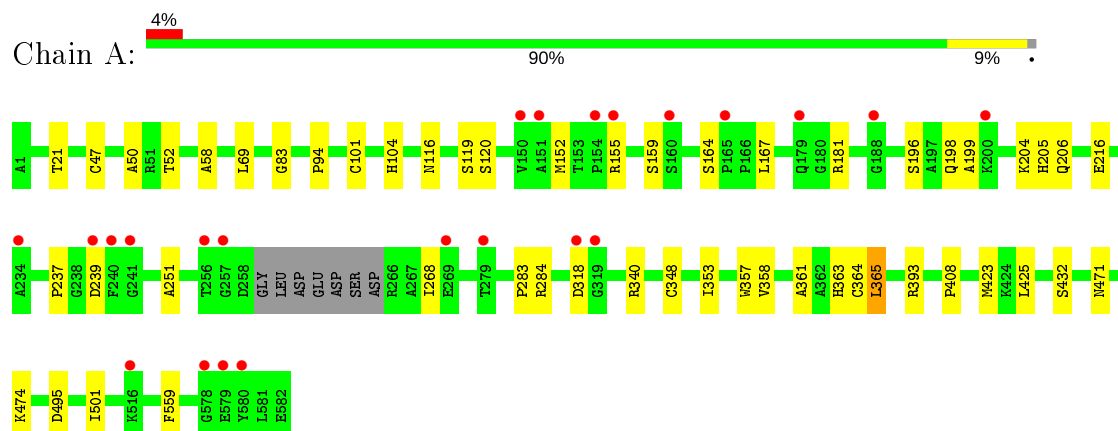 4%
Chain A:
90% 9% •
A1 T21 C47 A50 R51 T52 A58 L69 G83 P94 C101 H104 N116 S119 S120 V150 A151 M152 T153 P154 R155 S159 S160 S164 P165 P166 L167 Q179 G180 R181 G188 S196 A197 Q198 A199 K200 K204 H205 Q206 E216
A234 P237 G238 D239 F240 G241 A251 T256 G257 D258 GLY LEU ASP GLU ASP SER ASP R266 A267 I268 E269 T279 P283 R284 D318 G319 R340 C348 I353 W357 V358 A361 A362 H363 C364 L365 R393 P408 M423 K424 L425 S432 N471
K474 D495 I501 K516 F559 G578 E579 Y580 L581 E582